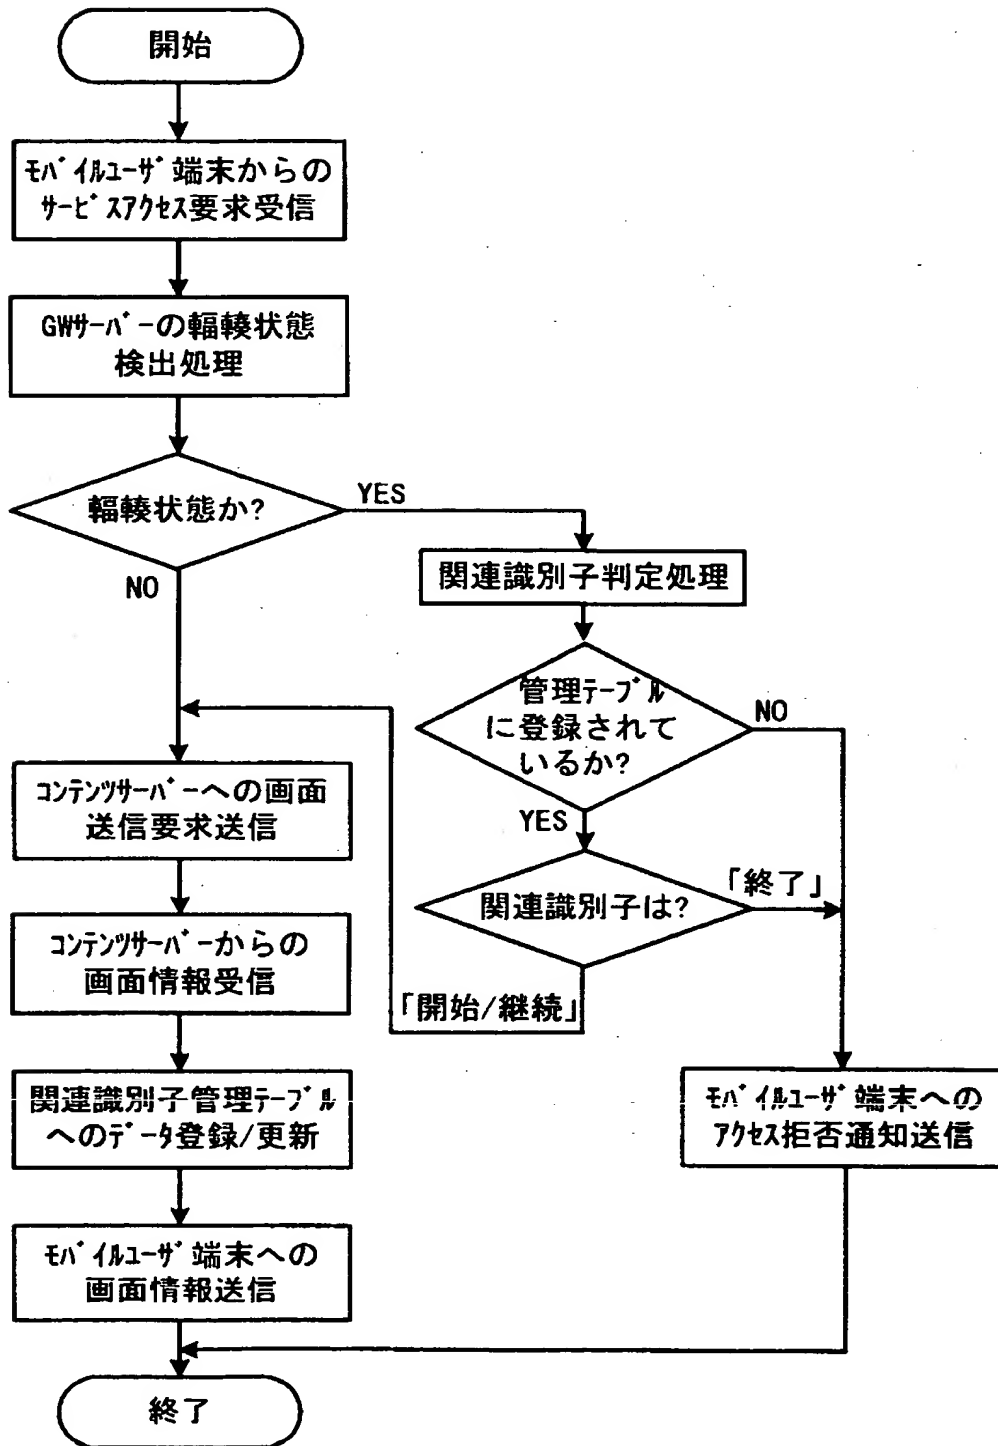 開始
ﾓﾊﾞｲﾙﾕｰｻﾞ端末からの
ｻｰﾋﾞｽｱｸｾｽ要求受信
GWｻｰﾊﾞｰの輻輳状態
検出処理
輻輳状態か?
YES
NO
関連識別子判定処理
管理ﾃｰﾌﾞﾙ
に登録されて
いるか?
NO
YES
関連識別子は?
「終了」
「開始/継続」
ｺﾝﾃﾝﾂｻｰﾊﾞｰへの画面
送信要求送信
ｺﾝﾃﾝﾂｻｰﾊﾞｰからの
画面情報受信
関連識別子管理ﾃｰﾌﾞﾙ
へのﾃﾞｰﾀ登録/更新
ﾓﾊﾞｲﾙﾕｰｻﾞ端末への
ｱｸｾｽ拒否通知送信
ﾓﾊﾞｲﾙﾕｰｻﾞ端末への
画面情報送信
終了